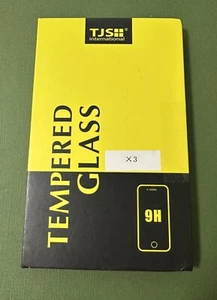 TJS
international
TEMPERED
GLASS
X3
9H